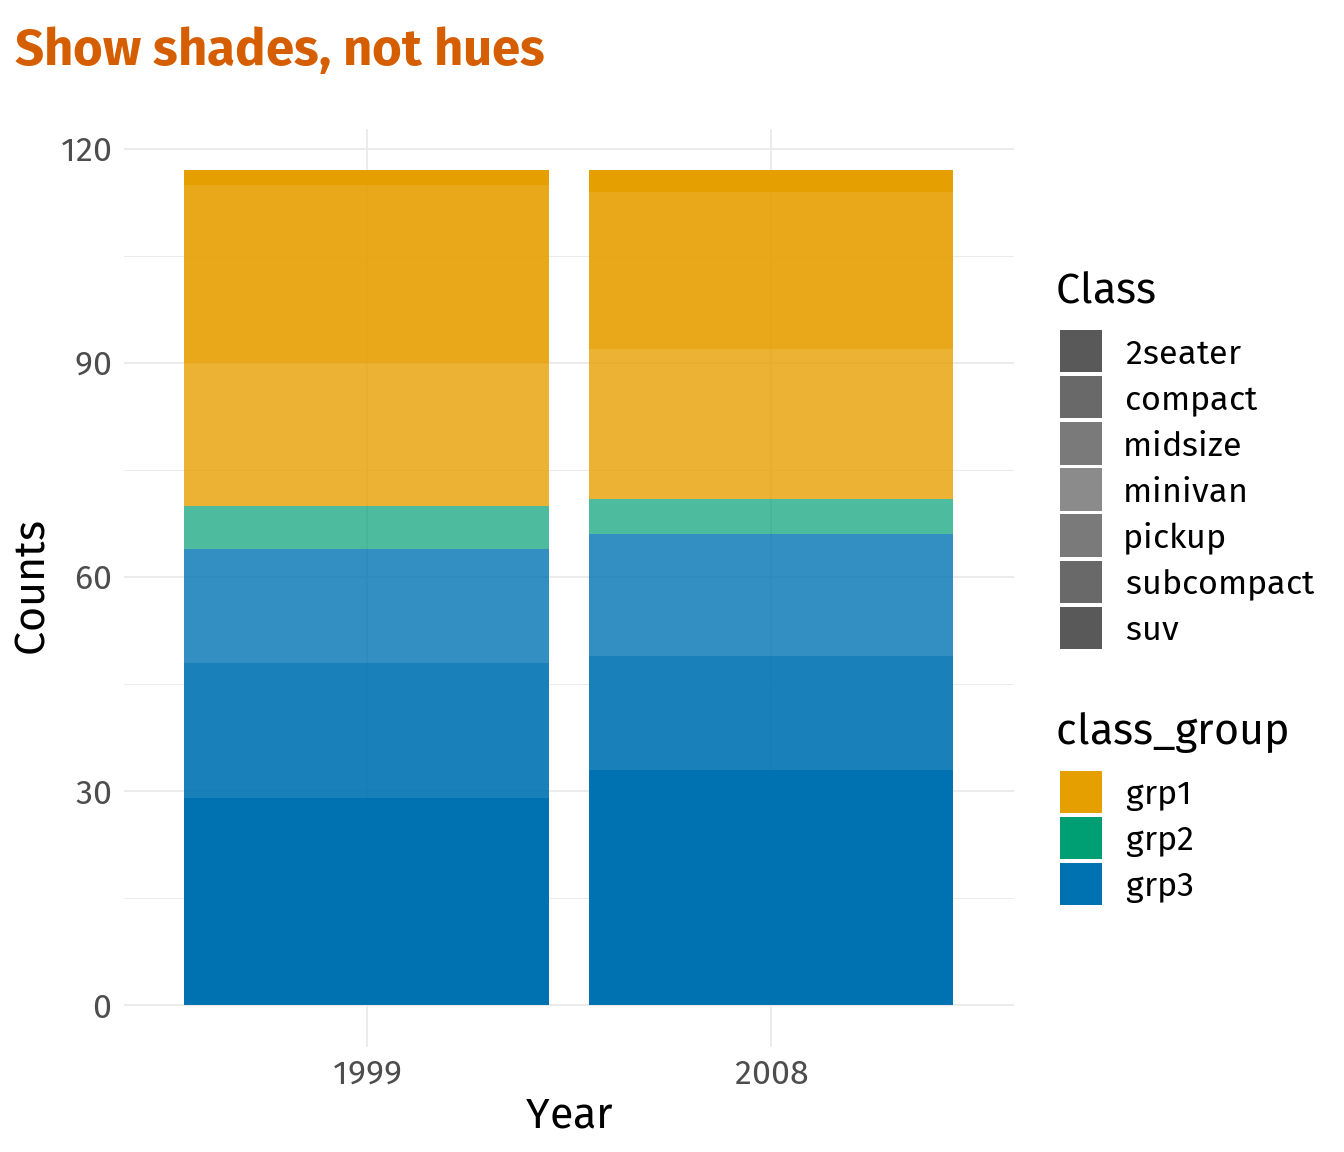 Show shades, not hues
120
90
60
30
0
Counts
1999
2008
Year
Class
2seater
compact
midsize
minivan
pickup
subcompact
suv
class_group
grp1
grp2
grp3